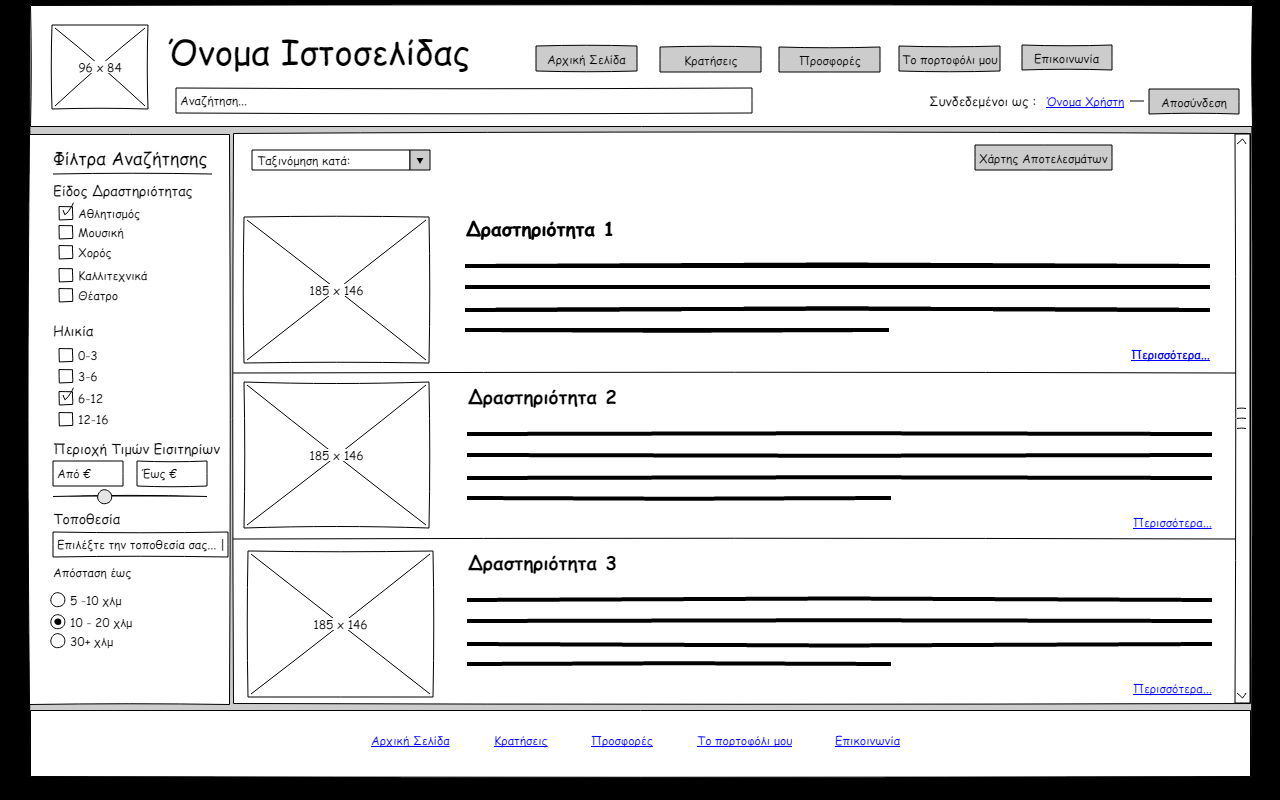 96 x 84
Όνομα Ιστοσελίδας
Αρχική Σελίδα
Κρατήσεις
Προσφορές
Το πορτοφόλι μου
Επικοινωνία
Αναζήτηση...
Συνδεδεμένοι ως : Όνομα Χρήστη
Αποσύνδεση
Φίλτρα Αναζήτησης
Είδος Δραστηριότητας
Αθλητισμός
Μουσική
Χορός
Καλλιτεχνικά
Θέατρο
Ηλικία
0-3
3-6
6-12
12-16
Περιοχή Τιμών Εισιτηρίων
Από €
Έως €
Τοποθεσία
Επιλέξτε την τοποθεσία σας... |
Απόσταση έως
5 -10 χλμ
10 - 20 χλμ
30+ χλμ
Ταξινόμηση κατά:
Χάρτης Αποτελεσμάτων
185 x 146
Δραστηριότητα 1
Περισσότερα...
185 x 146
Δραστηριότητα 2
Περισσότερα...
185 x 146
Δραστηριότητα 3
Περισσότερα...
Αρχική Σελίδα
Κρατήσεις
Προσφορές
Το πορτοφόλι μου
Επικοινωνία